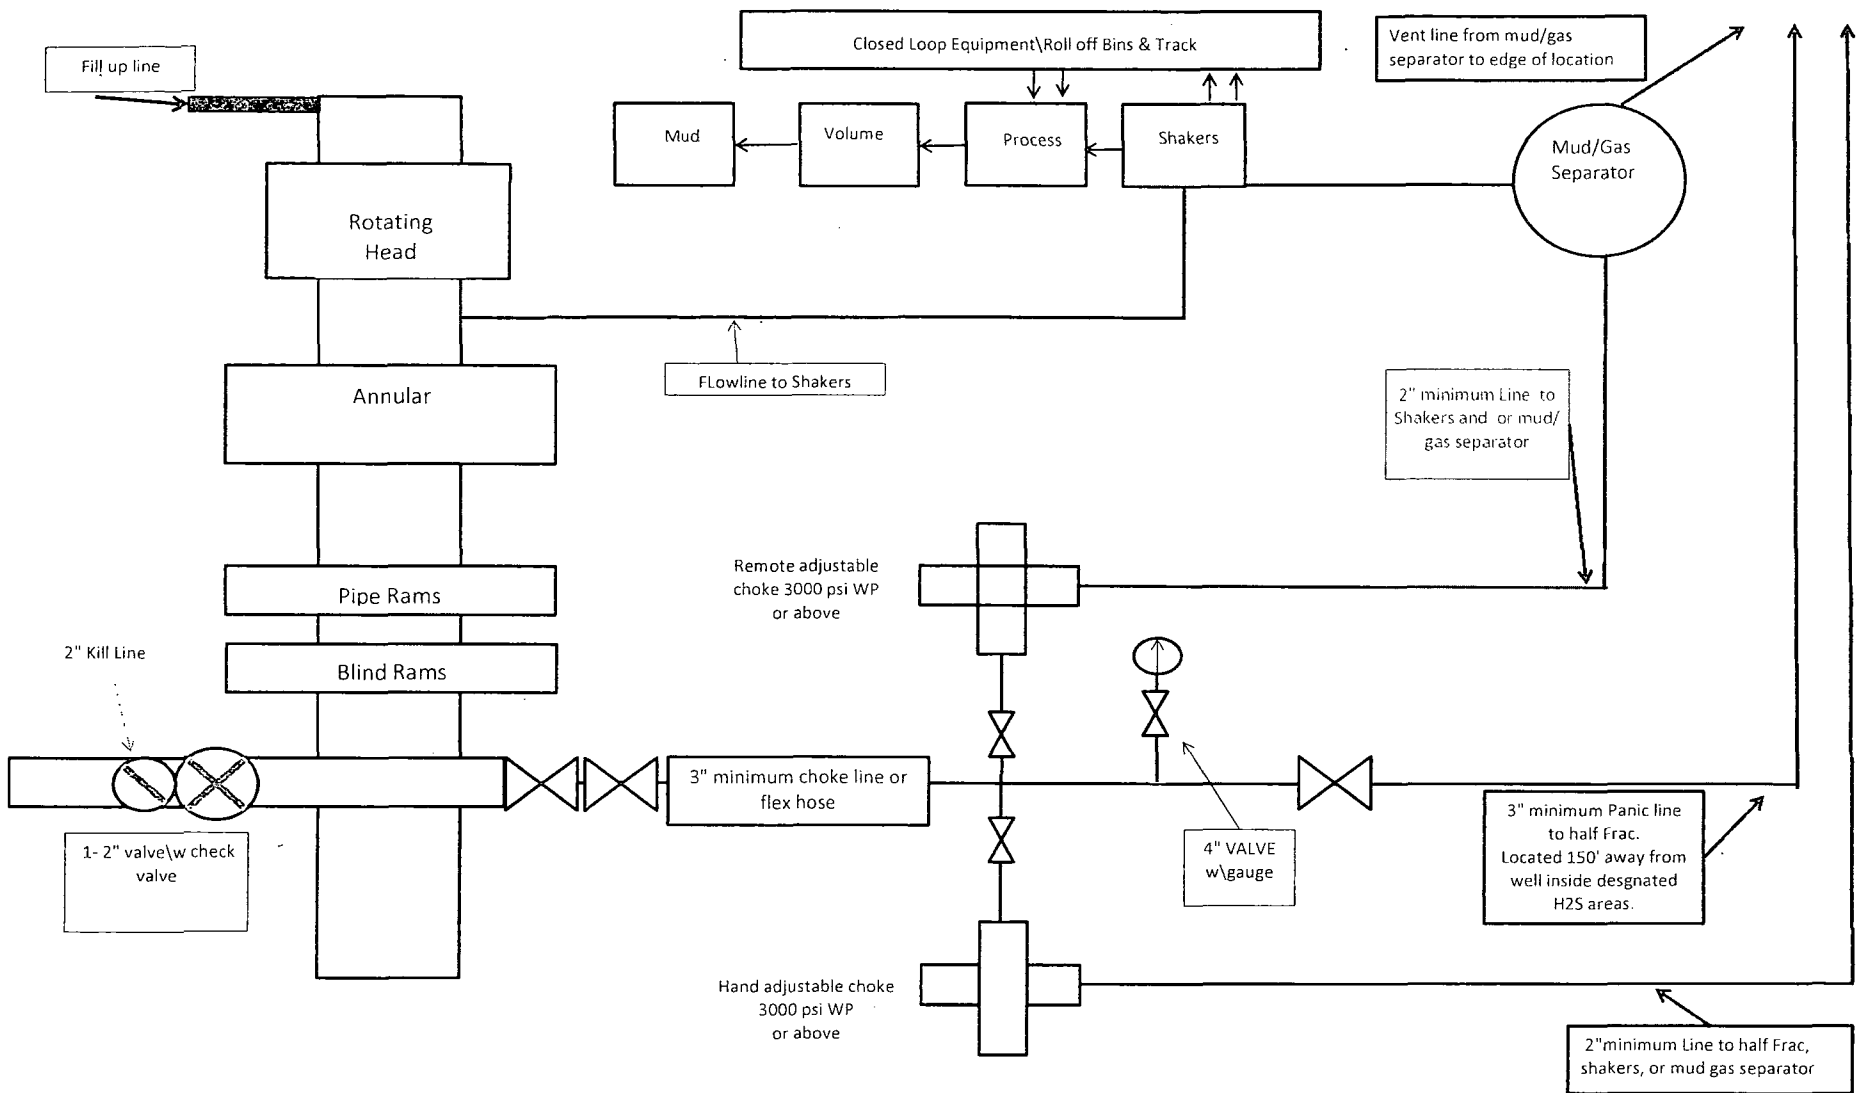 Fill up line
Closed Loop Equipment\Roll off Bins & Track
Vent line from mud/gas
separator to edge of location
Mud
Volume
Process
Shakers
Mud/Gas
Separator
Rotating
Head
FLowline to Shakers
Annular
2" minimum Line to
Shakers and or mud/
gas separator
Remote adjustable
choke 3000 psi WP
or above
Pipe Rams
Blind Rams
2" Kill Line
3" minimum choke line or
flex hose
1- 2" valve\w check
valve
4" VALVE
w\gauge
3" minimum Panic line
to half Frac.
Located 150' away from
well inside desgnated
H2S areas.
Hand adjustable choke
3000 psi WP
or above
2"minimum Line to half Frac,
shakers, or mud gas separator